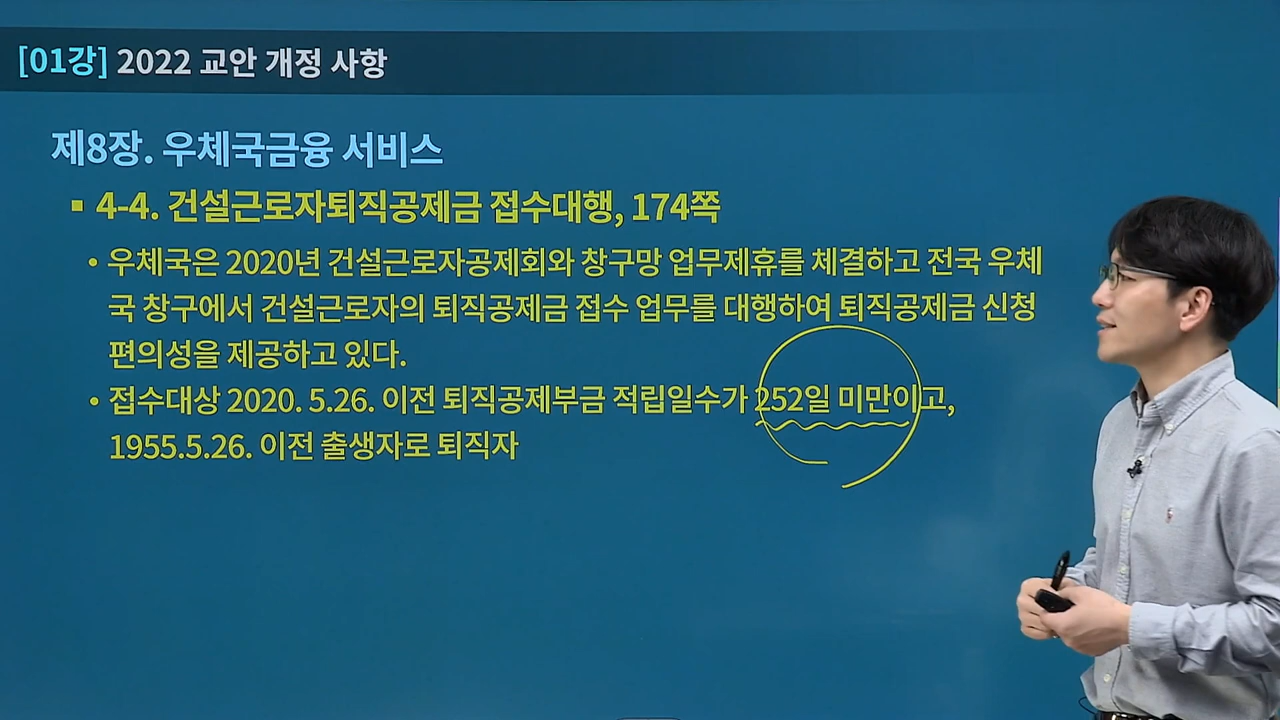 [01강] 2022 교안 개정 사항
제8장. 우체국금융 서비스
▪ 4-4. 건설근로자퇴직공제금 접수대행, 174쪽
• 우체국은 2020년 건설근로자공제회와 창구망 업무제휴를 체결하고 전국 우체
국 창구에서 건설근로자의 퇴직공제금 접수 업무를 대행하여 퇴직공제금 신청
편의성을 제공하고 있다.
• 접수대상 2020. 5.26. 이전 퇴직공제부금 적립일수가 252일 미만이고,
1955.5.26. 이전 출생자로 퇴직자